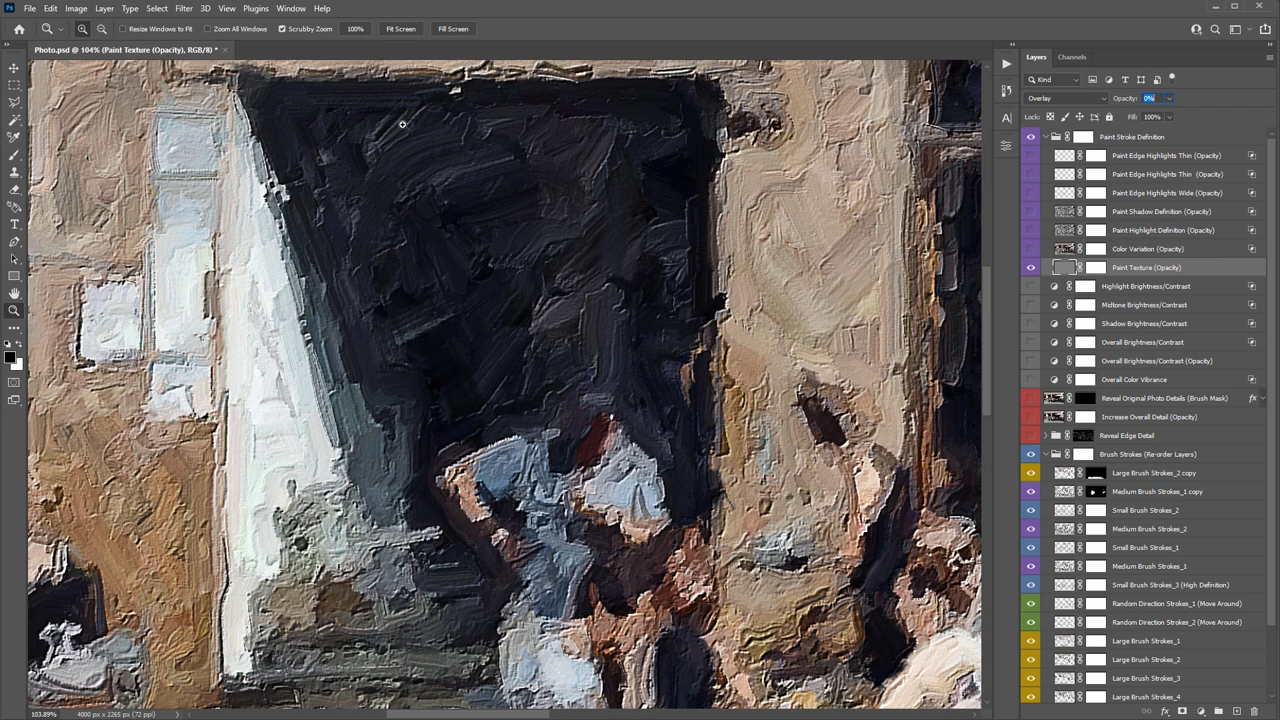 File Edit Image Layer Type Select Filter 3D View Plugins Window Help
Resize Windows to Fit Zoom All Windows Scrubby Zoom 100% Fit Screen Fill Screen
Photo.psd @ 104% (Paint Texture (Opacity), RGB/8) *
Layers Channels
Kind
Overlay Opacity: 0%
Lock: Fill: 100%
Paint Stroke Definition
Paint Edge Highlights Thin (Opacity)
Paint Edge Highlights Thin (Opacity)
Paint Edge Highlights Wide (Opacity)
Paint Shadow Definition (Opacity)
Paint Highlight Definition (Opacity)
Color Variation (Opacity)
Paint Texture (Opacity)
Highlight Brightness/Contrast
Midtone Brightness/Contrast
Shadow Brightness/Contrast
Overall Brightness/Contrast
Overall Brightness/Contrast (Opacity)
Overall Color Vibrance
Reveal Original Photo Details (Brush Mask) fx
Increase Overall Detail (Opacity)
Reveal Edge Detail
Brush Strokes (Re-order Layers)
Large Brush Strokes_2 copy
Medium Brush Strokes_1 copy
Small Brush Strokes_2
Medium Brush Strokes_2
Small Brush Strokes_1
Medium Brush Strokes_1
Small Brush Strokes_3 (High Definition)
Random Direction Strokes_1 (Move Around)
Random Direction Strokes_2 (Move Around)
Large Brush Strokes_1
Large Brush Strokes_2
Large Brush Strokes_3
Large Brush Strokes_4
103.89% 4000 px x 2265 px (72 ppi)